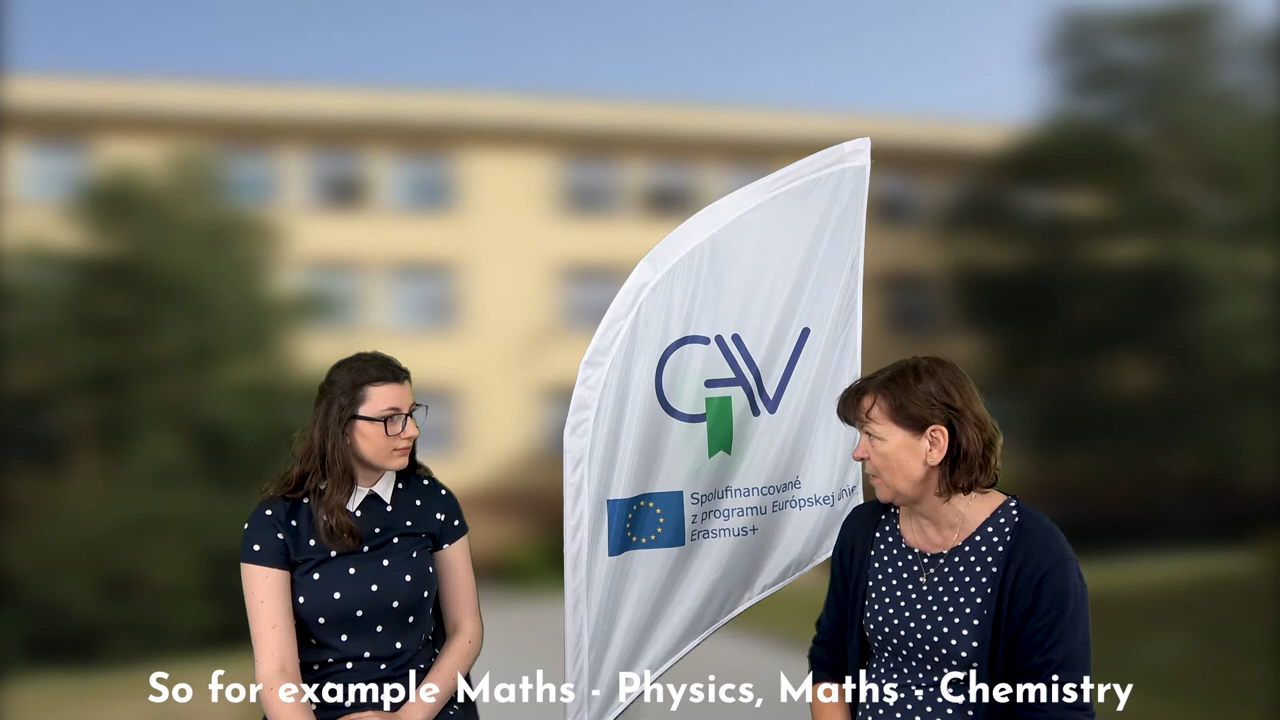 GAV
Spolufinancované
z programu Európskej únie
Erasmus+
So for example Maths - Physics, Maths - Chemistry